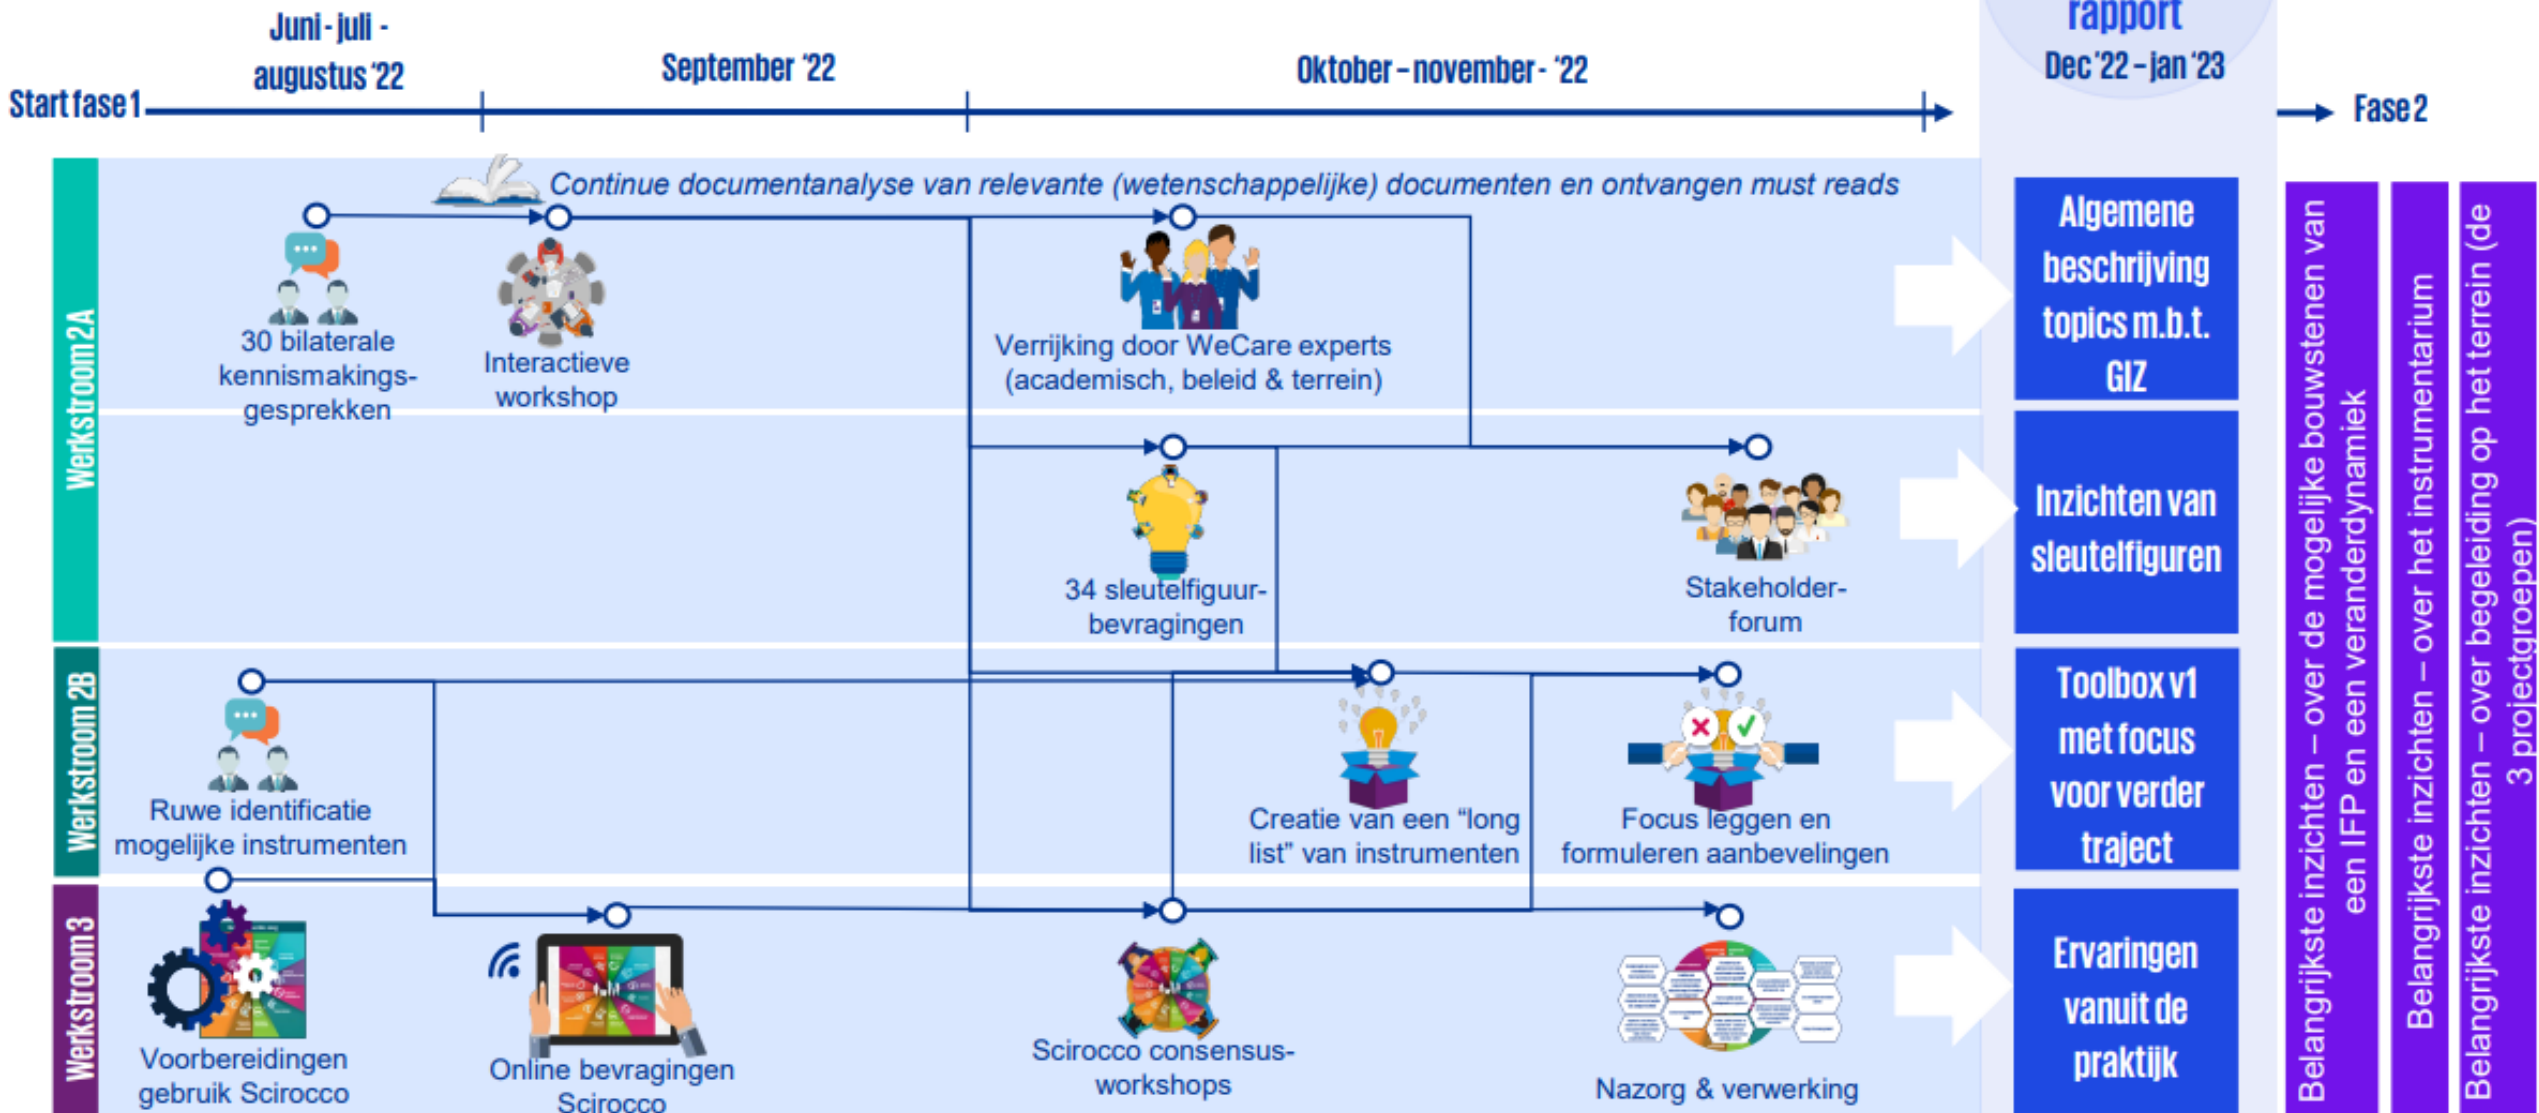 Juni - juli -
augustus ‘22
September ‘22
Oktober – november - ‘22
rapport
Dec ‘22 – jan ‘23
Start fase 1
Fase 2
Werkstroom 2A
Continue documentanalyse van relevante (wetenschappelijke) documenten en ontvangen must reads
30 bilaterale
kennismakings-
gesprekken
Interactieve
workshop
Verrijking door WeCare experts
(academisch, beleid & terrein)
Algemene
beschrijving
topics m.b.t.
GIZ
34 sleutelfiguur-
bevragingen
Stakeholder-
forum
Inzichten van
sleutelfiguren
Werkstroom 2B
Ruwe identificatie
mogelijke instrumenten
Creatie van een “long
list” van instrumenten
Focus leggen en
formuleren aanbevelingen
Toolbox v1
met focus
voor verder
traject
Werkstroom 3
Voorbereidingen
gebruik Scirocco
Online bevragingen
Scirocco
Scirocco consensus-
workshops
Nazorg & verwerking
Ervaringen
vanuit de
praktijk
Belangrijkste inzichten – over de mogelijke bouwstenen van
een IFP en een veranderdynamiek
Belangrijkste inzichten – over het instrumentarium
Belangrijkste inzichten – over begeleiding op het terrein (de
3 projectgroepen)